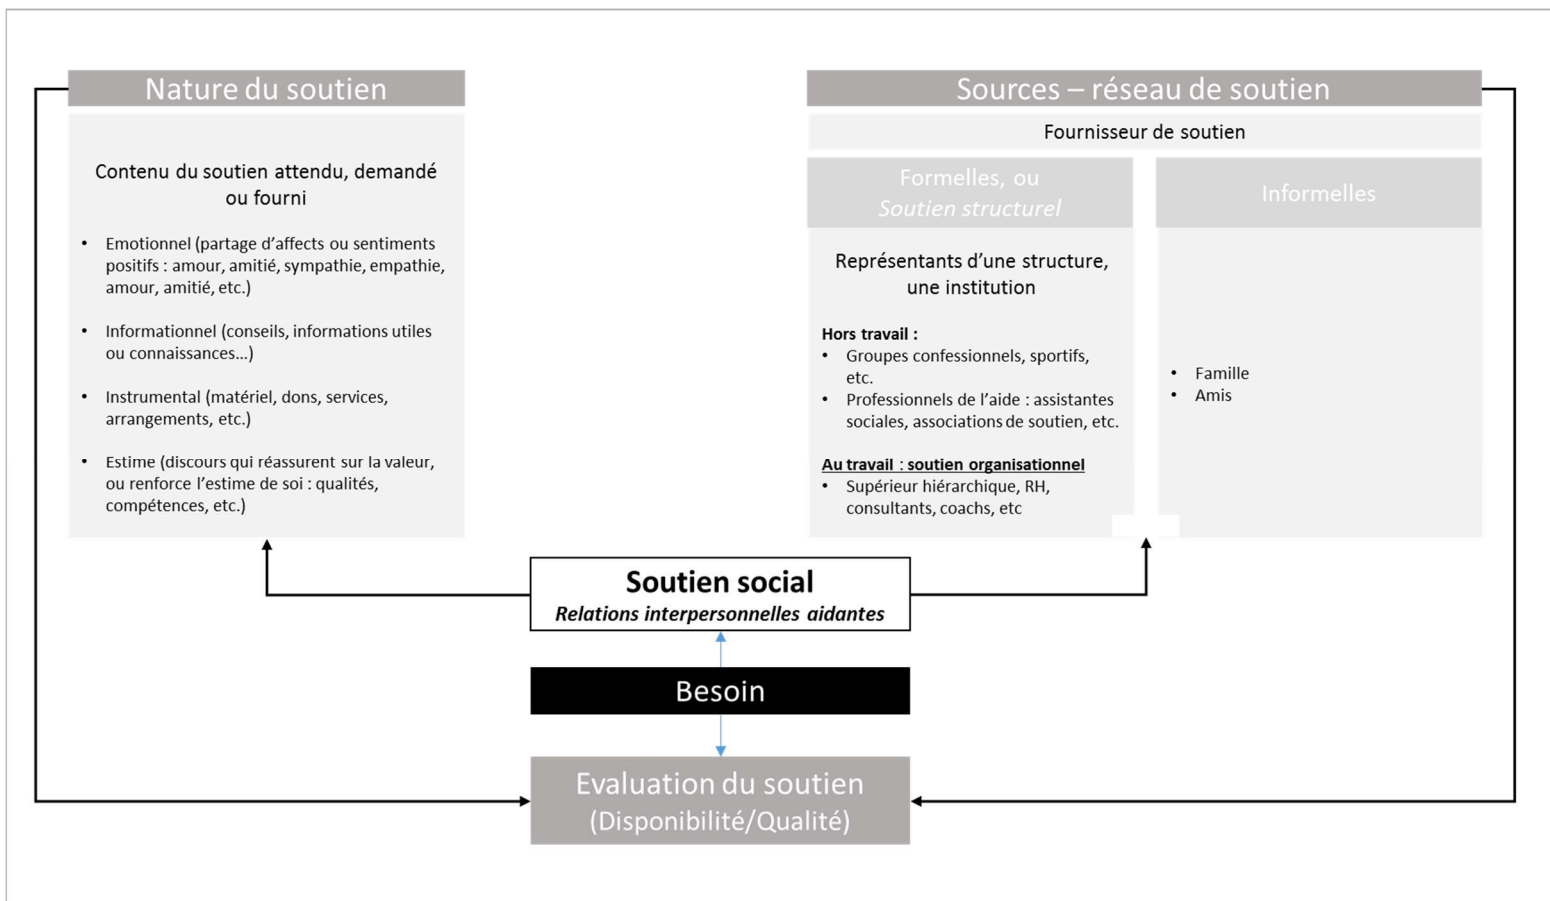 Nature du soutien
Contenu du soutien attendu, demandé
ou fourni
• Emotionnel (partage d’affects ou sentiments
positifs : amour, amitié, sympathie, empathie,
amour, amitié, etc.)
• Informationnel (conseils, informations utiles
ou connaissances…)
• Instrumental (matériel, dons, services,
arrangements, etc.)
• Estime (discours qui réassurent sur la valeur,
ou renforce l’estime de soi : qualités,
compétences, etc.)
Sources – réseau de soutien
Fournisseur de soutien
Formelles, ou
Soutien structurel
Représentants d’une structure,
une institution
Hors travail :
• Groupes confessionnels, sportifs,
etc.
• Professionnels de l’aide : assistantes
sociales, associations de soutien, etc.
Au travail : soutien organisationnel
• Supérieur hiérarchique, RH,
consultants, coachs, etc
Informelles
• Famille
• Amis
Soutien social
Relations interpersonnelles aidantes
Besoin
Evaluation du soutien
(Disponibilité/Qualité)